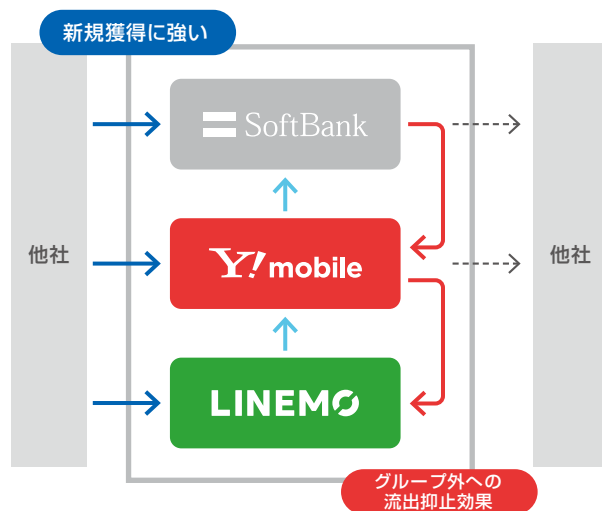 新規獲得に強い
SoftBank
他社
Y!mobile
他社
LINEMO
グループ外への
流出抑止効果